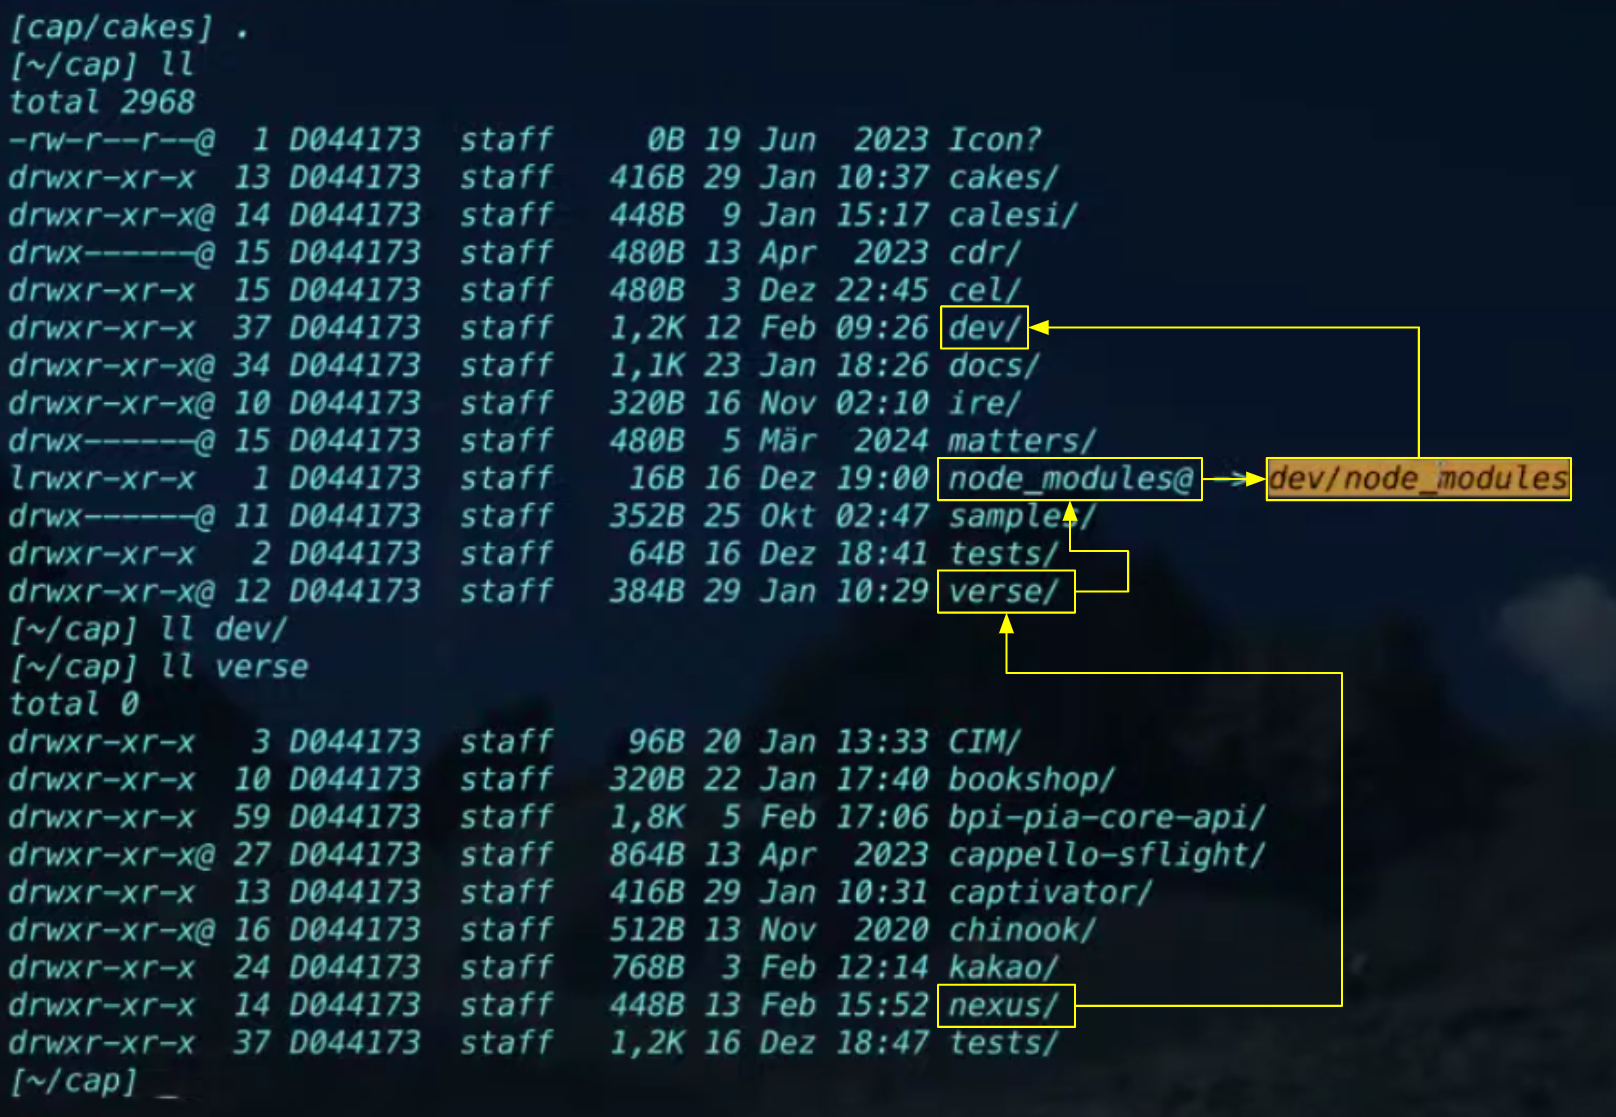 [cap/cakes] .
[~/cap] ll
total 2968
-rw-r--r--@  1 D044173  staff     0B 19 Jun  2023 Icon?
drwxr-xr-x  13 D044173  staff   416B 29 Jan 10:37 cakes/
drwxr-xr-x@ 14 D044173  staff   448B  9 Jan 15:17 calesi/
drwx------@ 15 D044173  staff   480B 13 Apr  2023 cdr/
drwxr-xr-x  15 D044173  staff   480B  3 Dez 22:45 cel/
drwxr-xr-x  37 D044173  staff   1,2K 12 Feb 09:26 dev/
drwxr-xr-x@ 34 D044173  staff   1,1K 23 Jan 18:26 docs/
drwxr-xr-x@ 10 D044173  staff   320B 16 Nov 02:10 ire/
drwx------@ 15 D044173  staff   480B  5 Mär  2024 matters/
lrwxr-xr-x   1 D044173  staff    16B 16 Dez 19:00 node_modules@ -> dev/node_modules
drwx------@ 11 D044173  staff   352B 25 Okt 02:47 samples/
drwxr-xr-x   2 D044173  staff    64B 16 Dez 18:41 tests/
drwxr-xr-x@ 12 D044173  staff   384B 29 Jan 10:29 verse/
[~/cap] ll dev/
[~/cap] ll verse
total 0
drwxr-xr-x   3 D044173  staff    96B 20 Jan 13:33 CIM/
drwxr-xr-x  10 D044173  staff   320B 22 Jan 17:40 bookshop/
drwxr-xr-x  59 D044173  staff   1,8K  5 Feb 17:06 bpi-pia-core-api/
drwxr-xr-x@ 27 D044173  staff   864B 13 Apr  2023 cappello-sflight/
drwxr-xr-x  13 D044173  staff   416B 29 Jan 10:31 captivator/
drwxr-xr-x@ 16 D044173  staff   512B 13 Nov  2020 chinook/
drwxr-xr-x  24 D044173  staff   768B  3 Feb 12:14 kakao/
drwxr-xr-x  14 D044173  staff   448B 13 Feb 15:52 nexus/
drwxr-xr-x  37 D044173  staff   1,2K 16 Dez 18:47 tests/
[~/cap] _